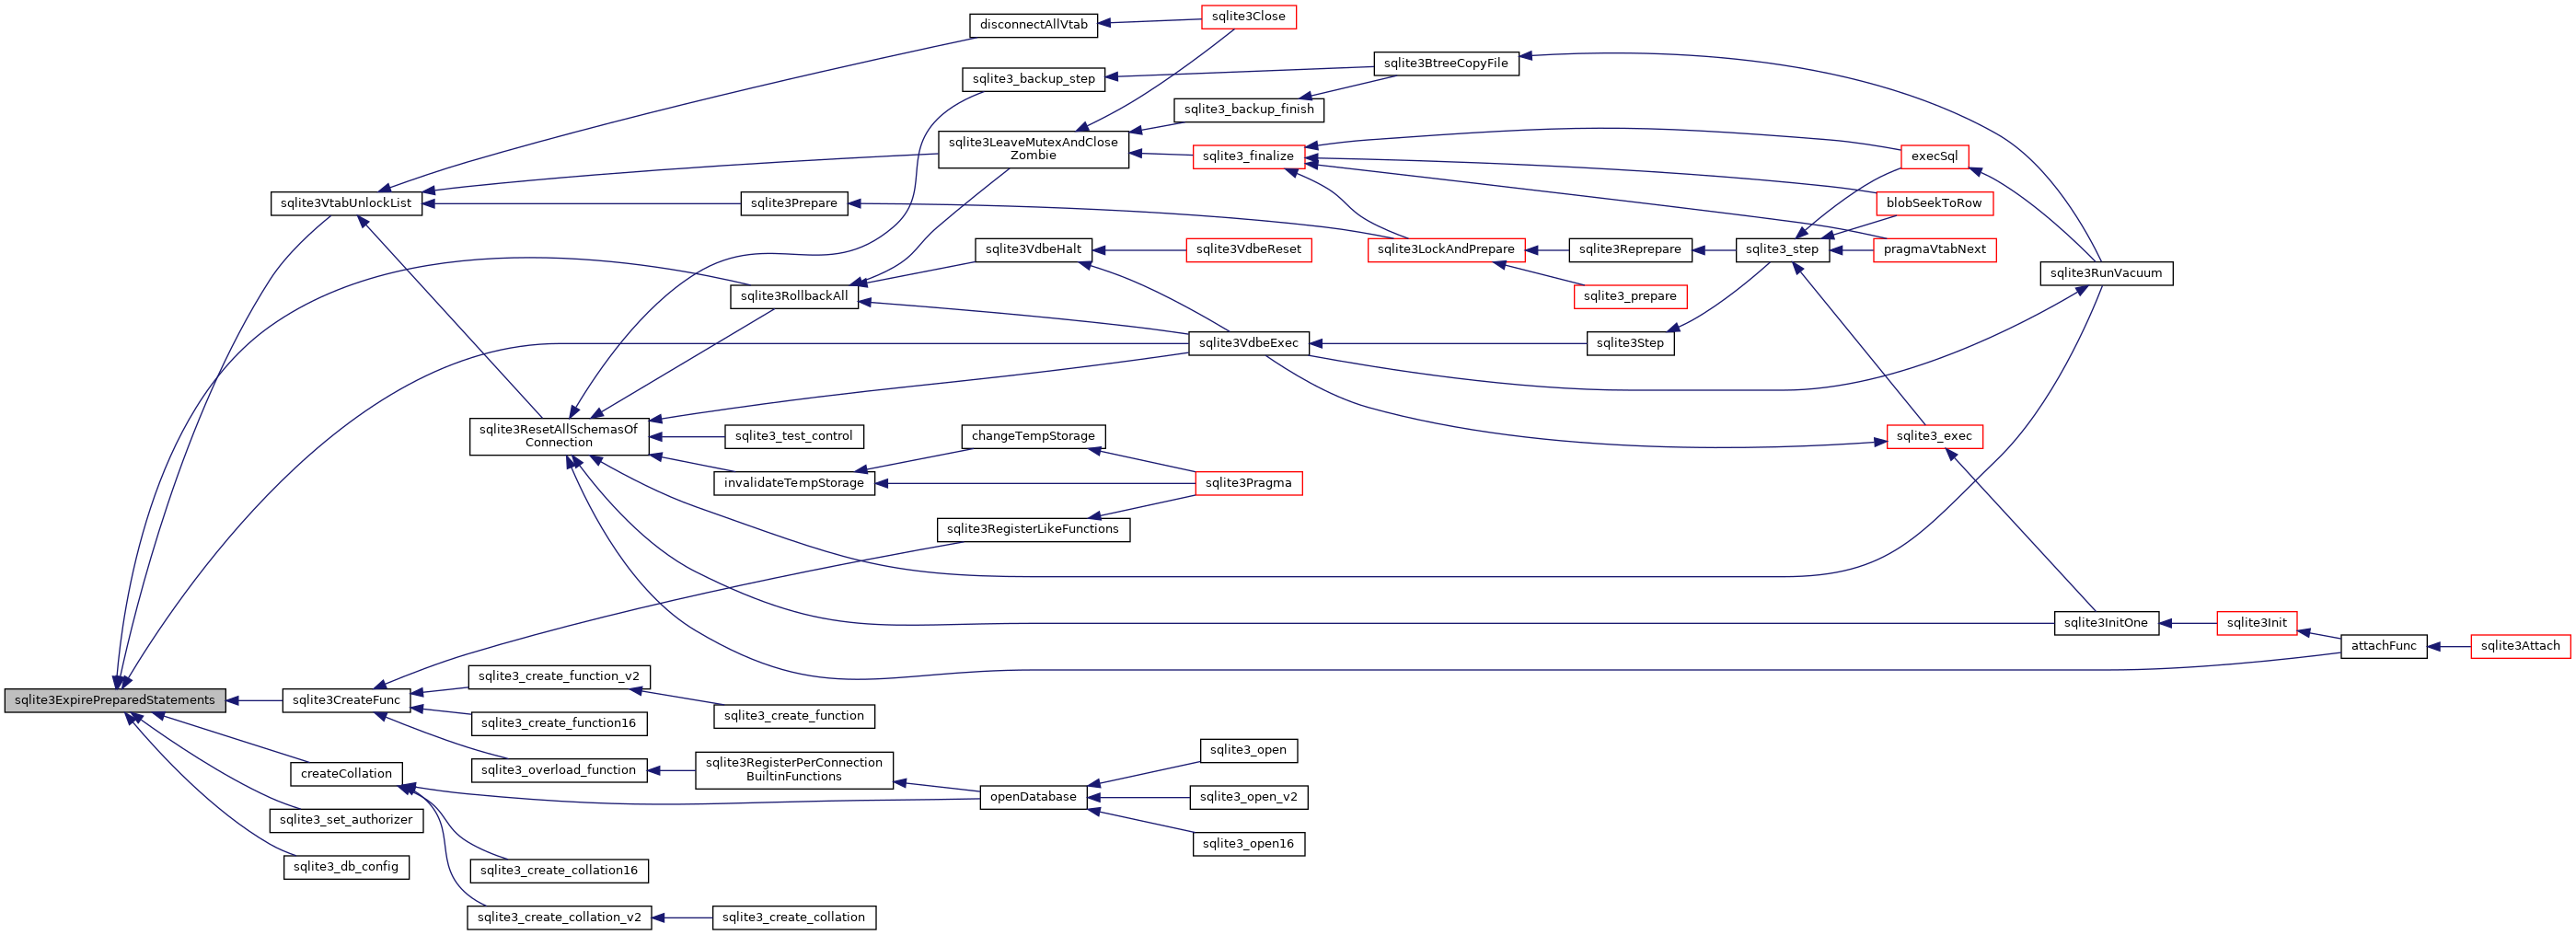 disconnectAllVtab
sqlite3Close
sqlite3_backup_step
sqlite3BtreeCopyFile
sqlite3_backup_finish
sqlite3LeaveMutexAndClose
Zombie
sqlite3_finalize
execSql
sqlite3VtabUnlockList
sqlite3Prepare
blobSeekToRow
sqlite3VdbeHalt
sqlite3VdbeReset
sqlite3LockAndPrepare
sqlite3Reprepare
sqlite3_step
pragmaVtabNext
sqlite3RunVacuum
sqlite3RollbackAll
sqlite3_prepare
sqlite3VdbeExec
sqlite3Step
sqlite3ResetAllSchemasOf
Connection
sqlite3_test_control
changeTempStorage
sqlite3_exec
invalidateTempStorage
sqlite3Pragma
sqlite3RegisterLikeFunctions
sqlite3InitOne
sqlite3Init
attachFunc
sqlite3Attach
sqlite3ExpirePreparedStatements
sqlite3CreateFunc
sqlite3_create_function_v2
sqlite3_create_function
sqlite3_create_function16
sqlite3_overload_function
sqlite3RegisterPerConnection
BuiltinFunctions
sqlite3_open
createCollation
openDatabase
sqlite3_open_v2
sqlite3_set_authorizer
sqlite3_open16
sqlite3_db_config
sqlite3_create_collation16
sqlite3_create_collation_v2
sqlite3_create_collation